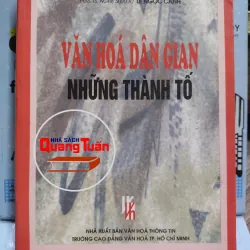 LÊ NGỌC CANH
VĂN HOÁ DÂN GIAN
NHỮNG THÀNH TỐ
NHÀ SÁCH
Quang Tuấn
NHÀ XUẤT BẢN VĂN HOÁ THÔNG TIN
TRƯỜNG CAO ĐẲNG VĂN HOÁ TP. HỒ CHÍ MINH